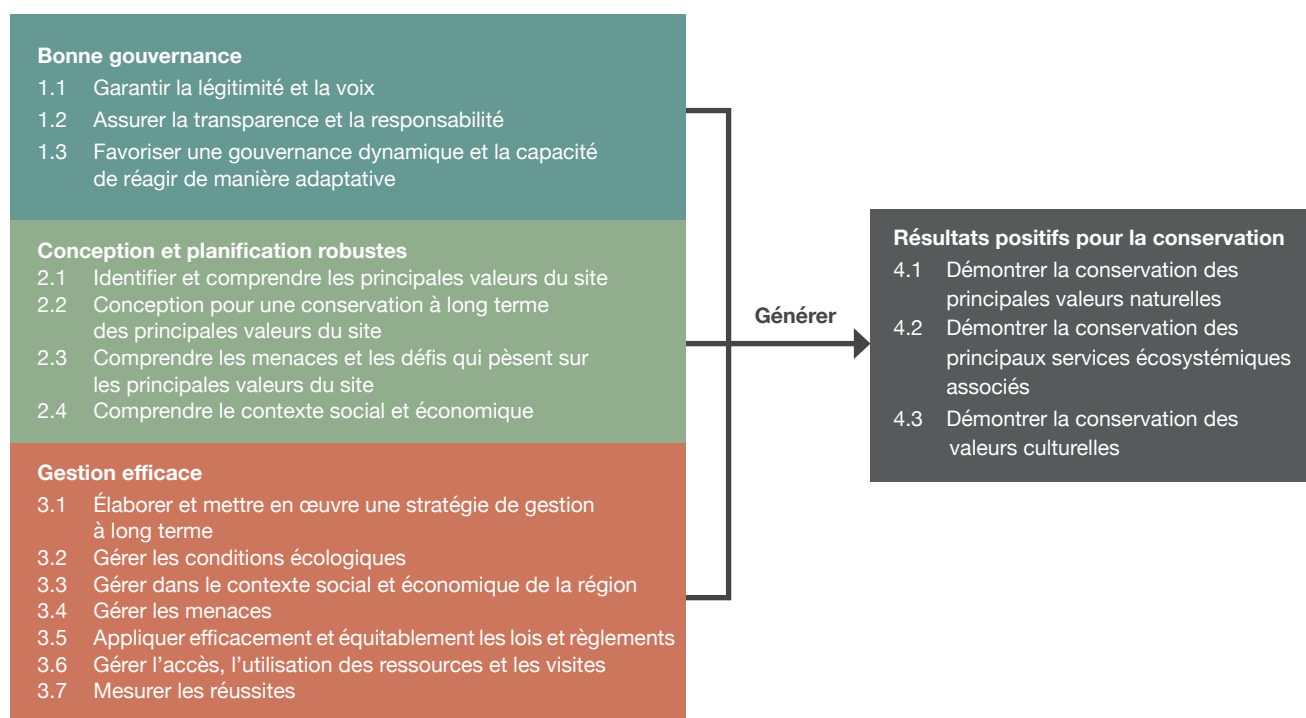 Bonne gouvernance
1.1 Garantir la légitimité et la voix
1.2 Assurer la transparence et la responsabilité
1.3 Favoriser une gouvernance dynamique et la capacité
de réagir de manière adaptative
Conception et planification robustes
2.1 Identifier et comprendre les principales valeurs du site
2.2 Conception pour une conservation à long terme
des principales valeurs du site
2.3 Comprendre les menaces et les défis qui pèsent sur
les principales valeurs du site
2.4 Comprendre le contexte social et économique
Gestion efficace
3.1 Élaborer et mettre en œuvre une stratégie de gestion
à long terme
3.2 Gérer les conditions écologiques
3.3 Gérer dans le contexte social et économique de la région
3.4 Gérer les menaces
3.5 Appliquer efficacement et équitablement les lois et règlements
3.6 Gérer l’accès, l’utilisation des ressources et les visites
3.7 Mesurer les réussites
Générer
Résultats positifs pour la conservation
4.1 Démontrer la conservation des
principales valeurs naturelles
4.2 Démontrer la conservation des
principaux services écosystémiques
associés
4.3 Démontrer la conservation des
valeurs culturelles